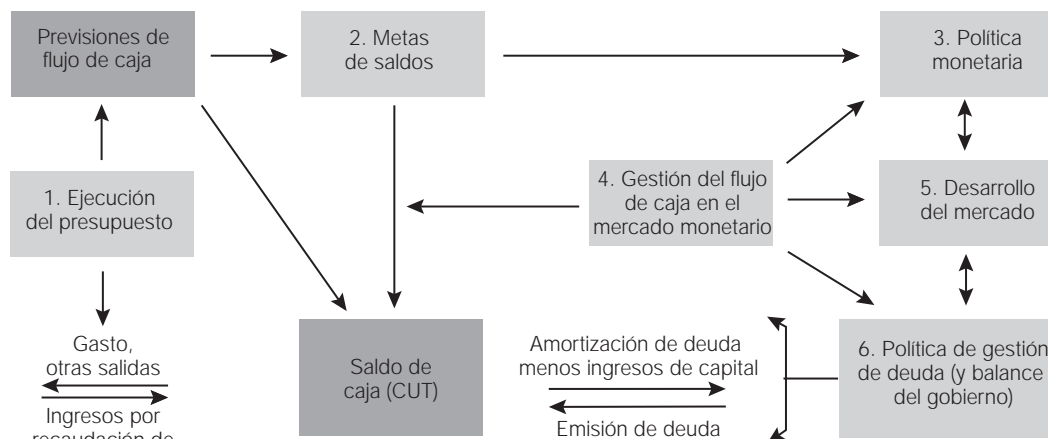 Previsiones de
flujo de caja
2. Metas
de saldos
3. Política
monetaria
1. Ejecución
del presupuesto
4. Gestión del flujo
de caja en el
mercado monetario
5. Desarrollo
del mercado
Gasto,
otras salidas
Ingresos por
recaudación de
Saldo de
caja (CUT)
Amortización de deuda
menos ingresos de capital
Emisión de deuda
6. Política de gestión
de deuda (y balance
del gobierno)